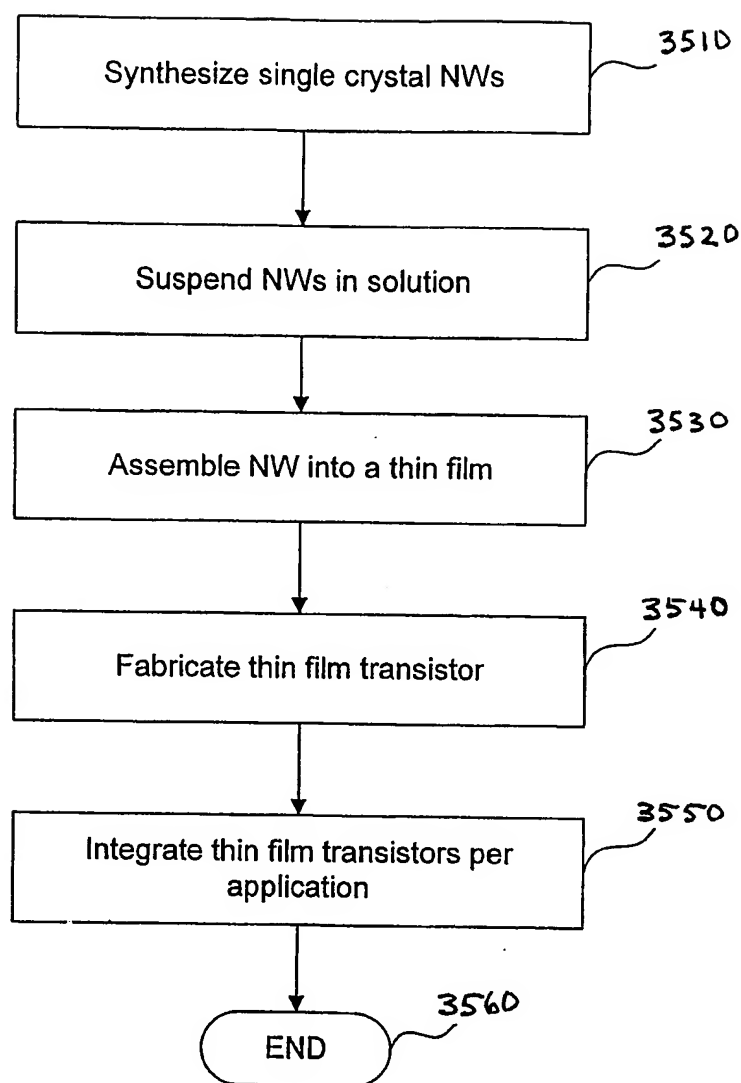 3510
Synthesize single crystal NWs
3520
Suspend NWs in solution
3530
Assemble NW into a thin film
3540
Fabricate thin film transistor
3550
Integrate thin film transistors per
application
3560
END